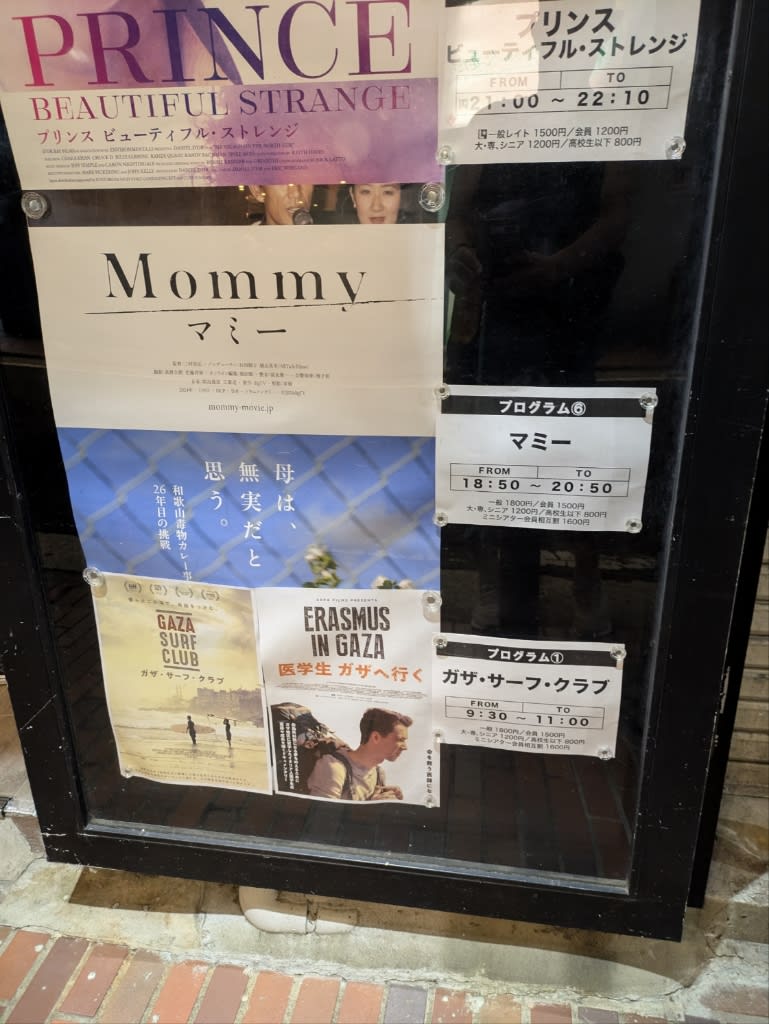 PRINCE
BEAUTIFUL STRANGE
プリンス ビューティフル・ストレンジ
プリンス
ビューティフル・ストレンジ
FROM TO
21:00 ~ 22:10
一般レイト 1500円/会員 1200円
大・専、シニア 1200円/高校生以下 800円
Mommy
マミー
mommy-movie.jp
母は、
無実だと
思う。
和歌山毒物カレー事
26年目の挑戦
プログラム⑥
マミー
FROM TO
18:50 ~ 20:50
一般 1800円/会員 1500円
大・専、シニア 1200円/高校生以下 800円
ミニシアター会員相互割 1600円
GAZA
SURF
CLUB
ガザ・サーフ・クラブ
ERASMUS
IN GAZA
医学生 ガザへ行く
プログラム①
ガザ・サーフ・クラブ
FROM TO
9:30 ~ 11:00
一般 1800円/会員 1500円
大・専、シニア 1200円/高校生以下 800円
ミニシアター会員相互割 1600円